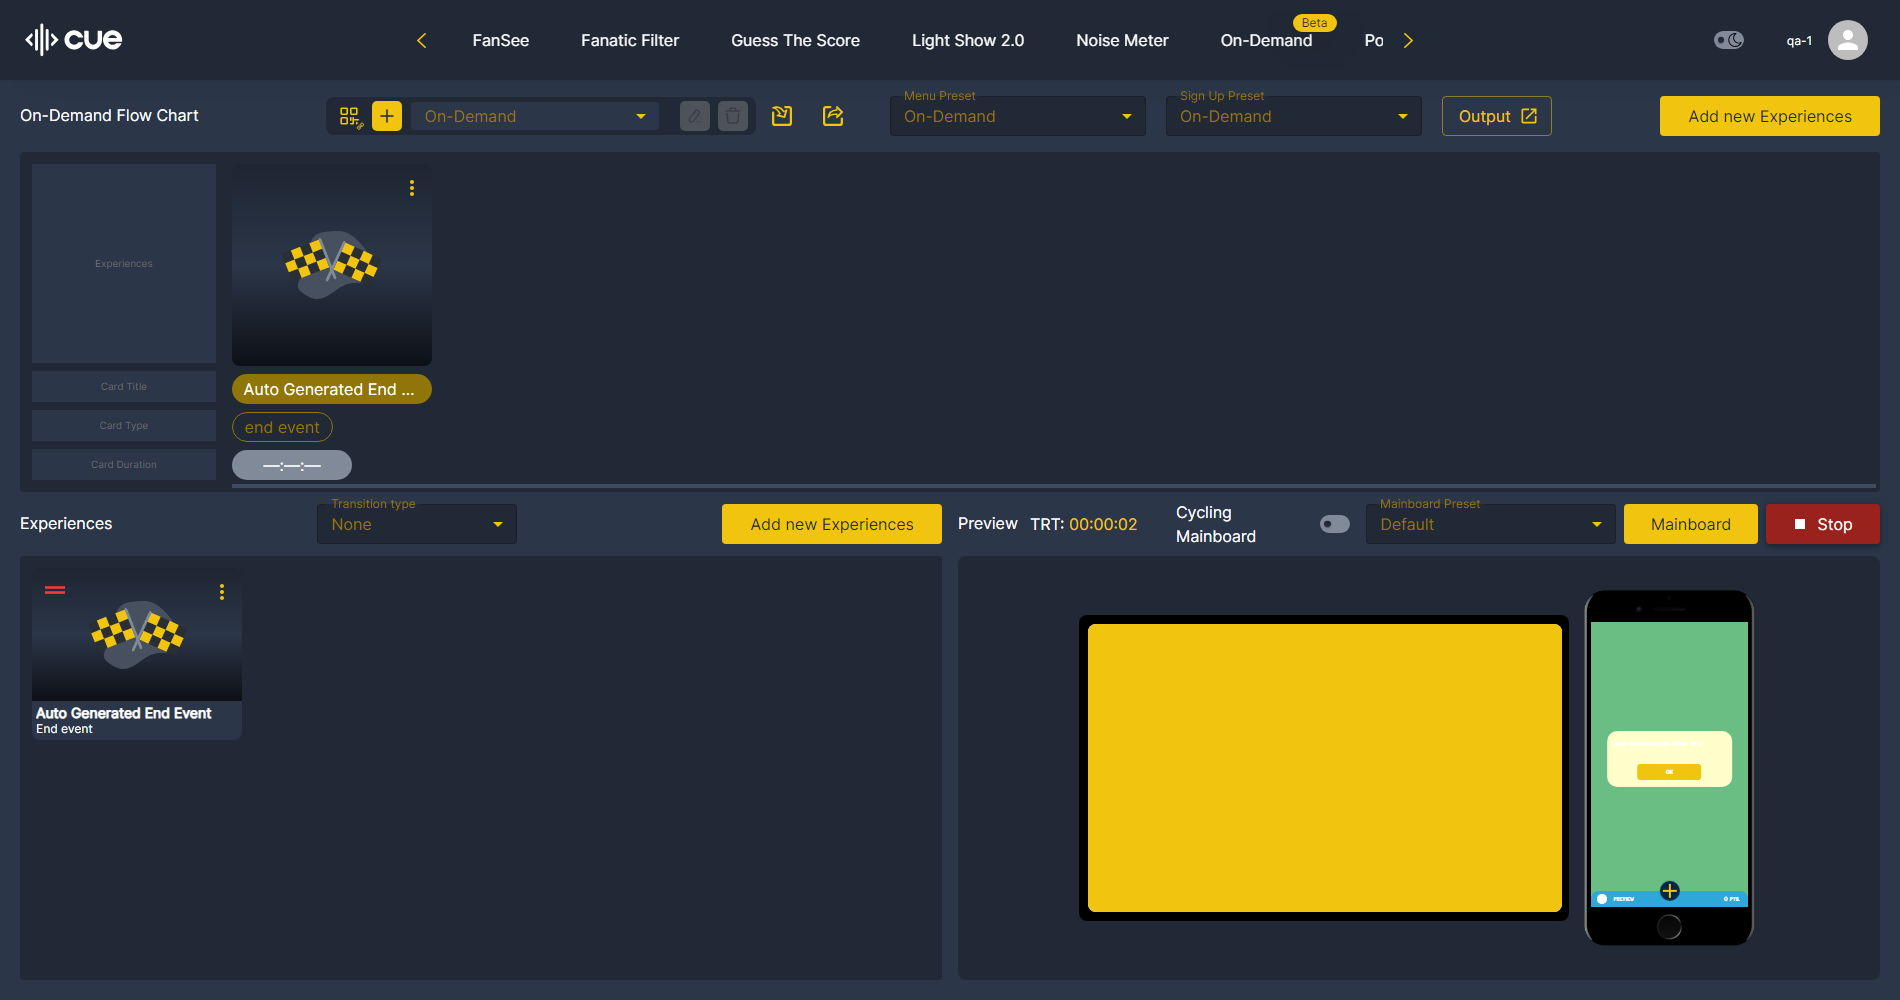 cue
FanSee
Fanatic Filter
Guess The Score
Light Show 2.0
Noise Meter
On-Demand
Beta
Po
qa-1
On-Demand Flow Chart
On-Demand
Menu Preset
On-Demand
Sign Up Preset
On-Demand
Output
Add new Experiences
Experiences
Card Title
Card Type
Card Duration
Auto Generated End ...
end event
—:—:—
Experiences
Transition type
None
Add new Experiences
Preview
TRT: 00:00:02
Cycling
Mainboard
Mainboard Preset
Default
Mainboard
Stop
Auto Generated End Event
End event
OK
PREVIEW
0 PTS.